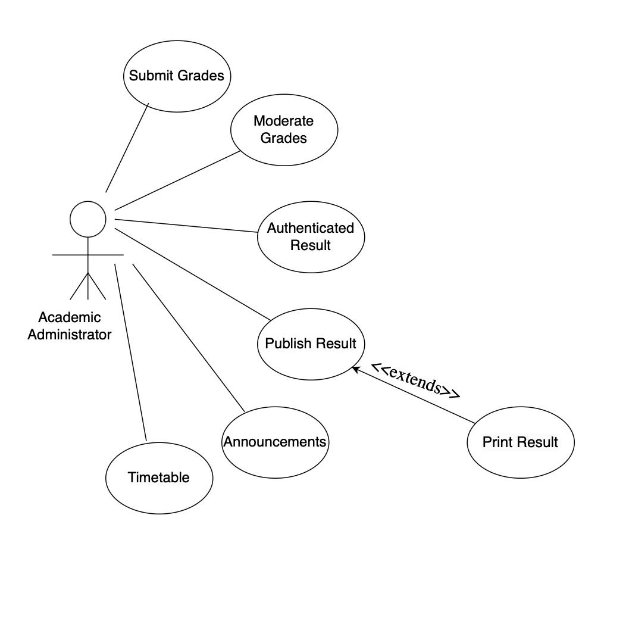 Submit Grades
Moderate
Grades
Authenticated
Result
Academic
Administrator
Publish Result
<<extends>>
Announcements
Print Result
Timetable